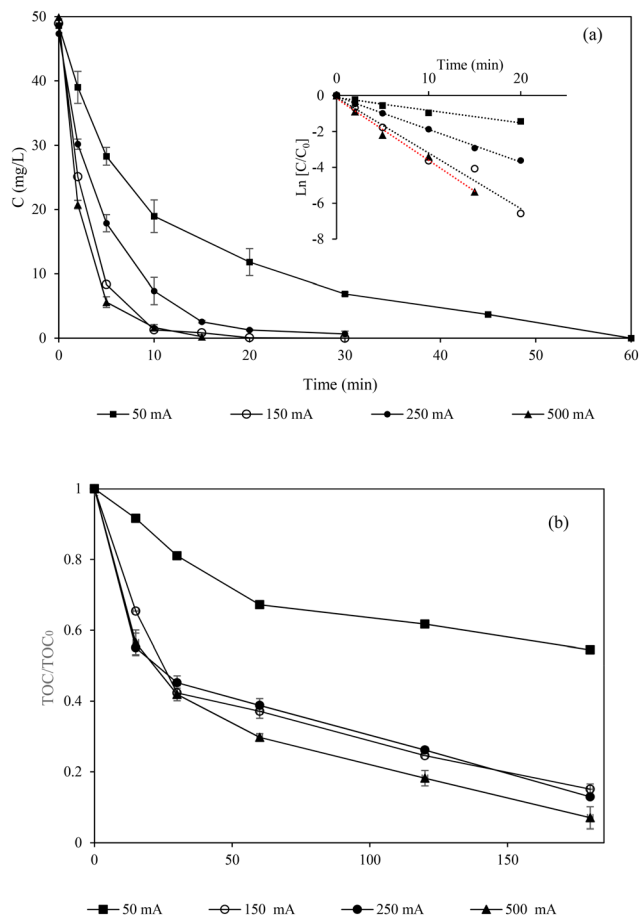 (a)
50
40
30
20
10
0
C (mg/L)
0 10 20 30 40 50 60
Time (min)
Time (min)
0 10 20
0
-2
-4
-6
-8
Ln [C/C0]
50 mA 150 mA 250 mA 500 mA
(b)
1
0.8
0.6
0.4
0.2
0
TOC/TOC0
0 50 100 150
50 mA 150 mA 250 mA 500 mA